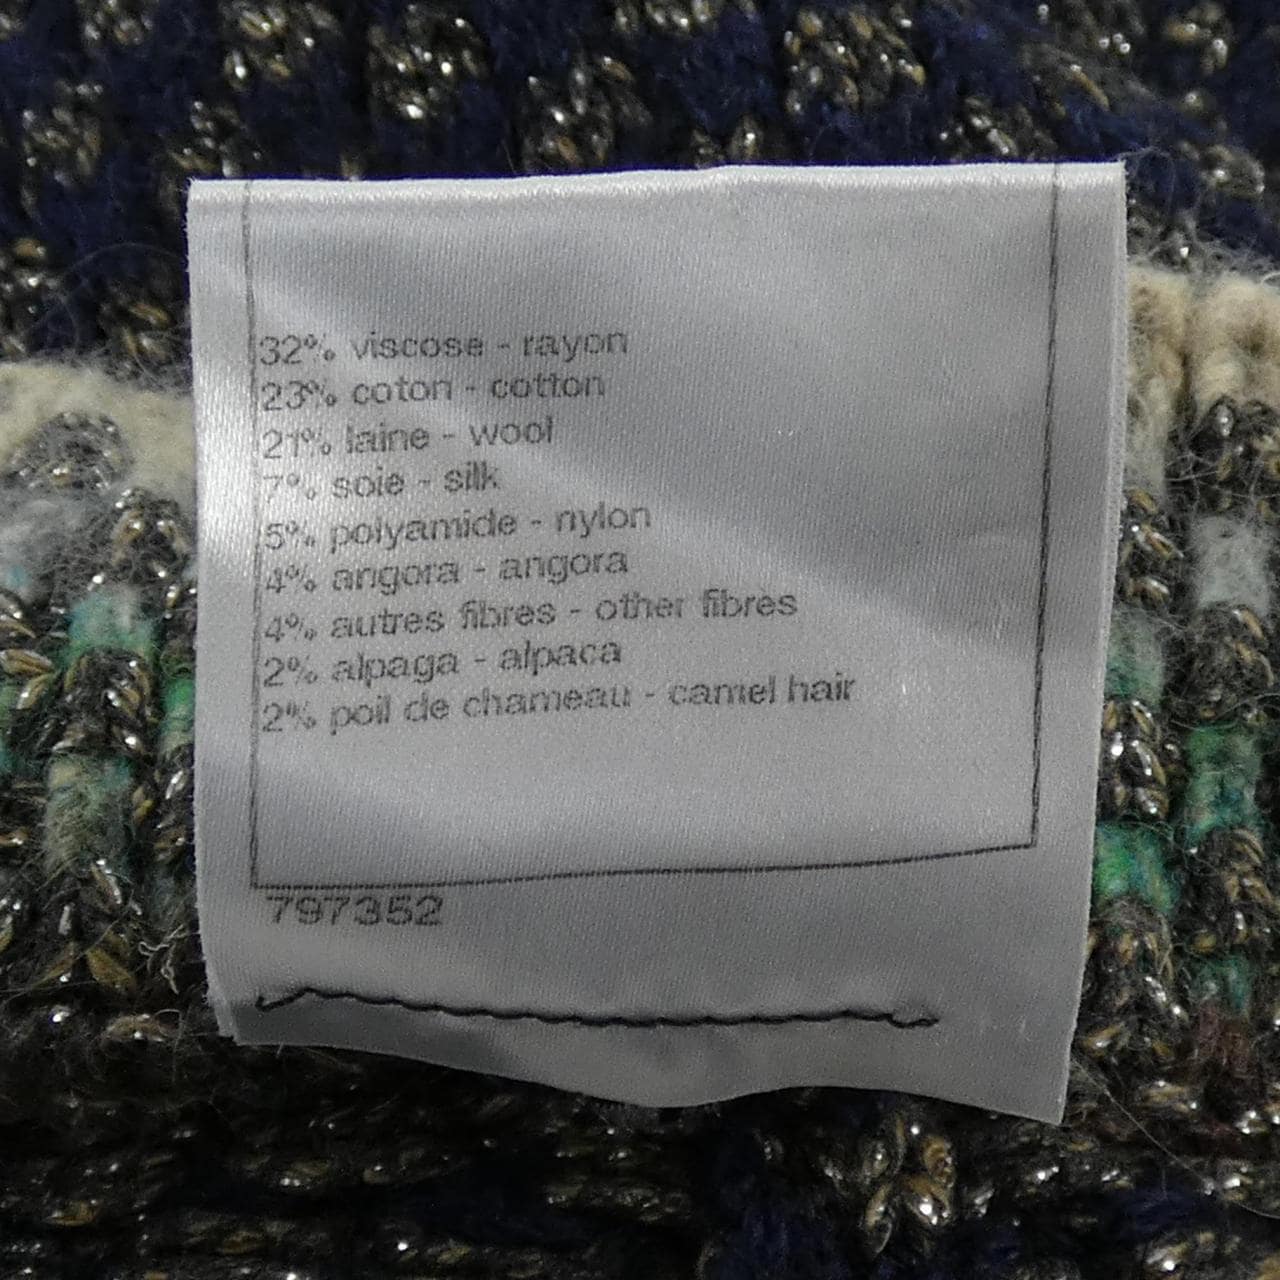 32% viscose - rayon
23% coton - cotton
21% laine - wool
7% soie - silk
5% polyamide - nylon
4% angora - angora
4% autres fibres - other fibres
2% alpaga - alpaca
2% poil de chameau - camel hair
797352